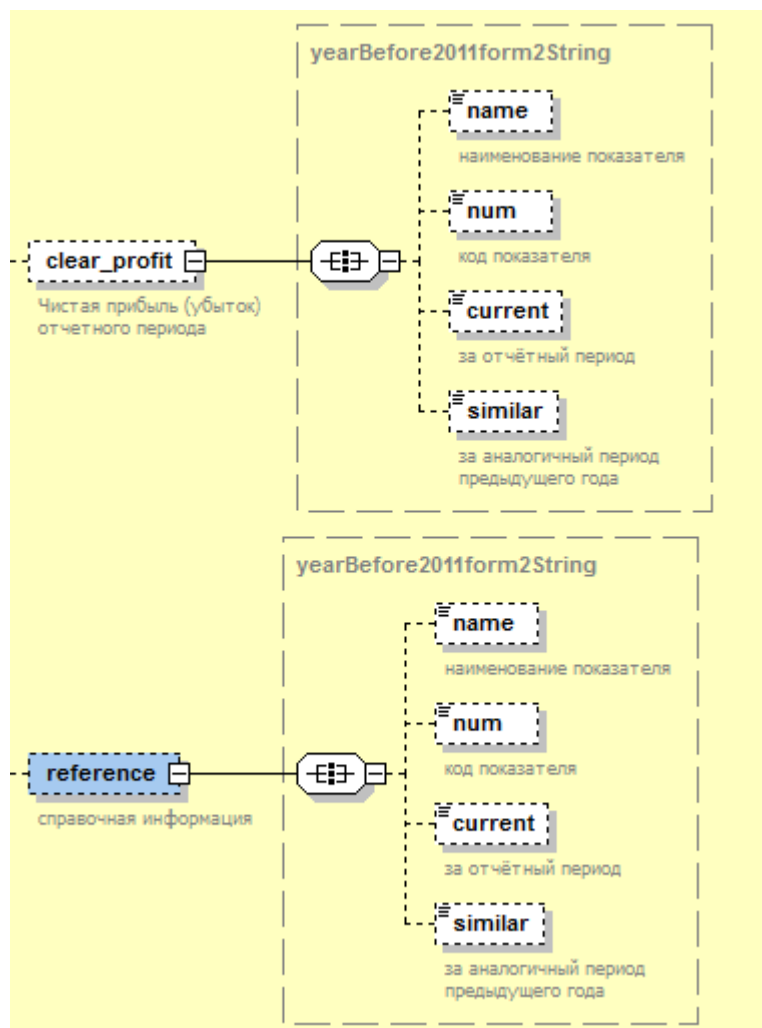 yearBefore2011form2String
name
наименование показателя
num
код показателя
clear_profit
Чистая прибыль (убыток)
отчетного периода
current
за отчётный период
similar
за аналогичный период
предыдущего года
yearBefore2011form2String
name
наименование показателя
num
код показателя
reference
справочная информация
current
за отчётный период
similar
за аналогичный период
предыдущего года